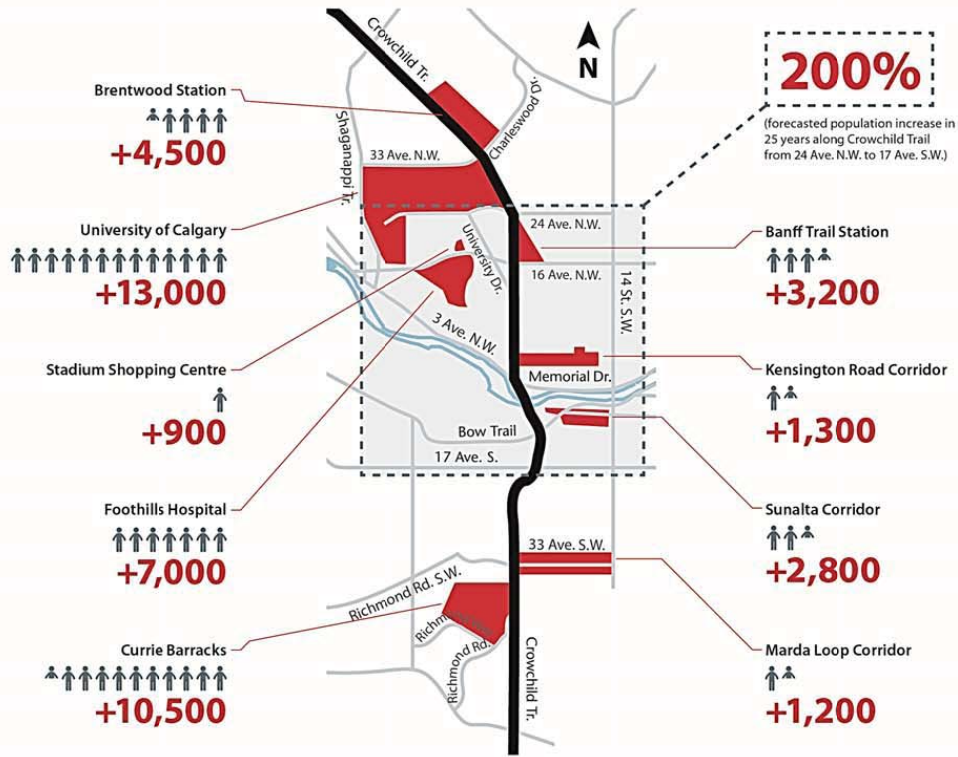 Crowchild Tr.
N
200%
(forecasted population increase in
25 years along Crowchild Trail
from 24 Ave. N.W. to 17 Ave. S.W.)
Brentwood Station
+4,500
Shaganappi Tr.
Charleswood Dr.
33 Ave. N.W.
University of Calgary
+13,000
24 Ave. N.W.
University Dr.
16 Ave. N.W.
14 St. S.W.
Banff Trail Station
+3,200
3 Ave. N.W.
Stadium Shopping Centre
+900
Memorial Dr.
Kensington Road Corridor
+1,300
Bow Trail
17 Ave. S.
Foothills Hospital
+7,000
Sunalta Corridor
+2,800
33 Ave. S.W.
Richmond Rd. S.W.
Richmond Rd.
Currie Barracks
+10,500
Crowchild Tr.
Marda Loop Corridor
+1,200